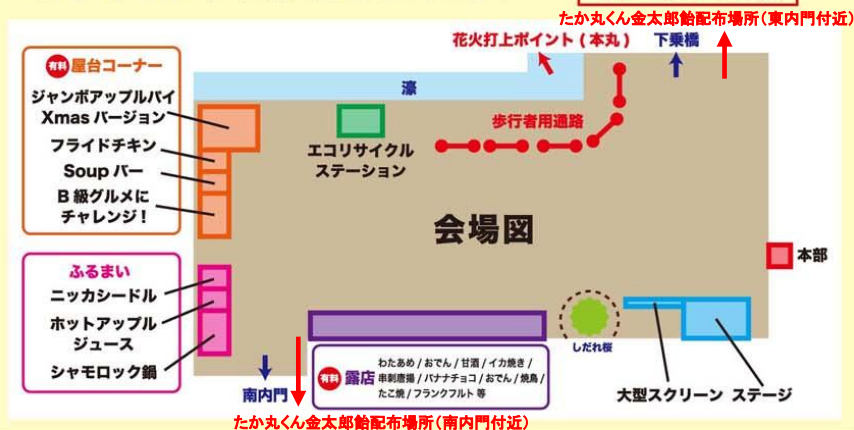 たか丸くん金太郎飴配布場所（東内門付近）
花火打上ポイント（本丸）
下乗橋
有料 屋台コーナー
ジャンボアップルパイ
Xmas バージョン
フライドチキン
Soup バー
B 級グルメに
チャレンジ！
濠
エコリサイクル
ステーション
歩行者用通路
会場図
本部
ふるまい
ニッカシードル
ホットアップル
ジュース
シャモロック鍋
南内門
有料 露店
わたあめ / おでん / 甘酒 / イカ焼き /
串刺唐揚 / バナナチョコ / おでん / 焼鳥 /
たこ焼 / フランクフルト 等
しだれ桜
大型スクリーン
ステージ
たか丸くん金太郎飴配布場所（南内門付近）